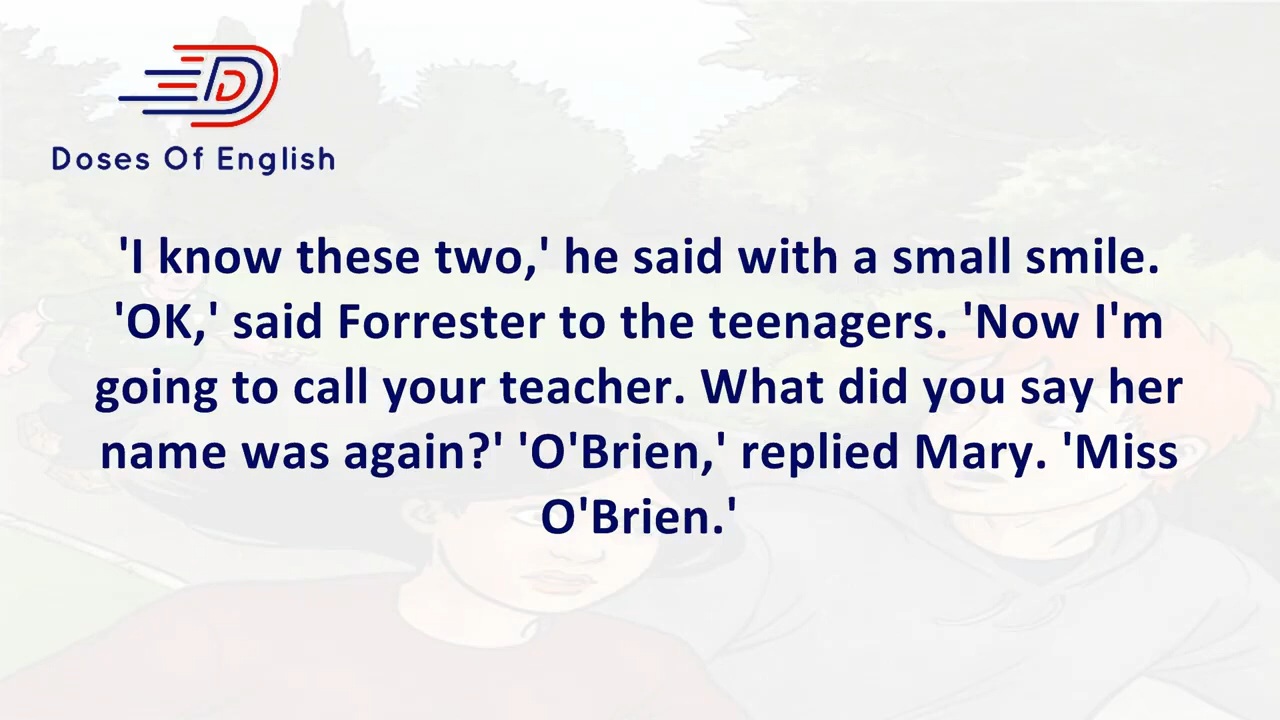 Doses Of English
'I know these two,' he said with a small smile.
'OK,' said Forrester to the teenagers. 'Now I'm
going to call your teacher. What did you say her
name was again?' 'O'Brien,' replied Mary. 'Miss
O'Brien.'